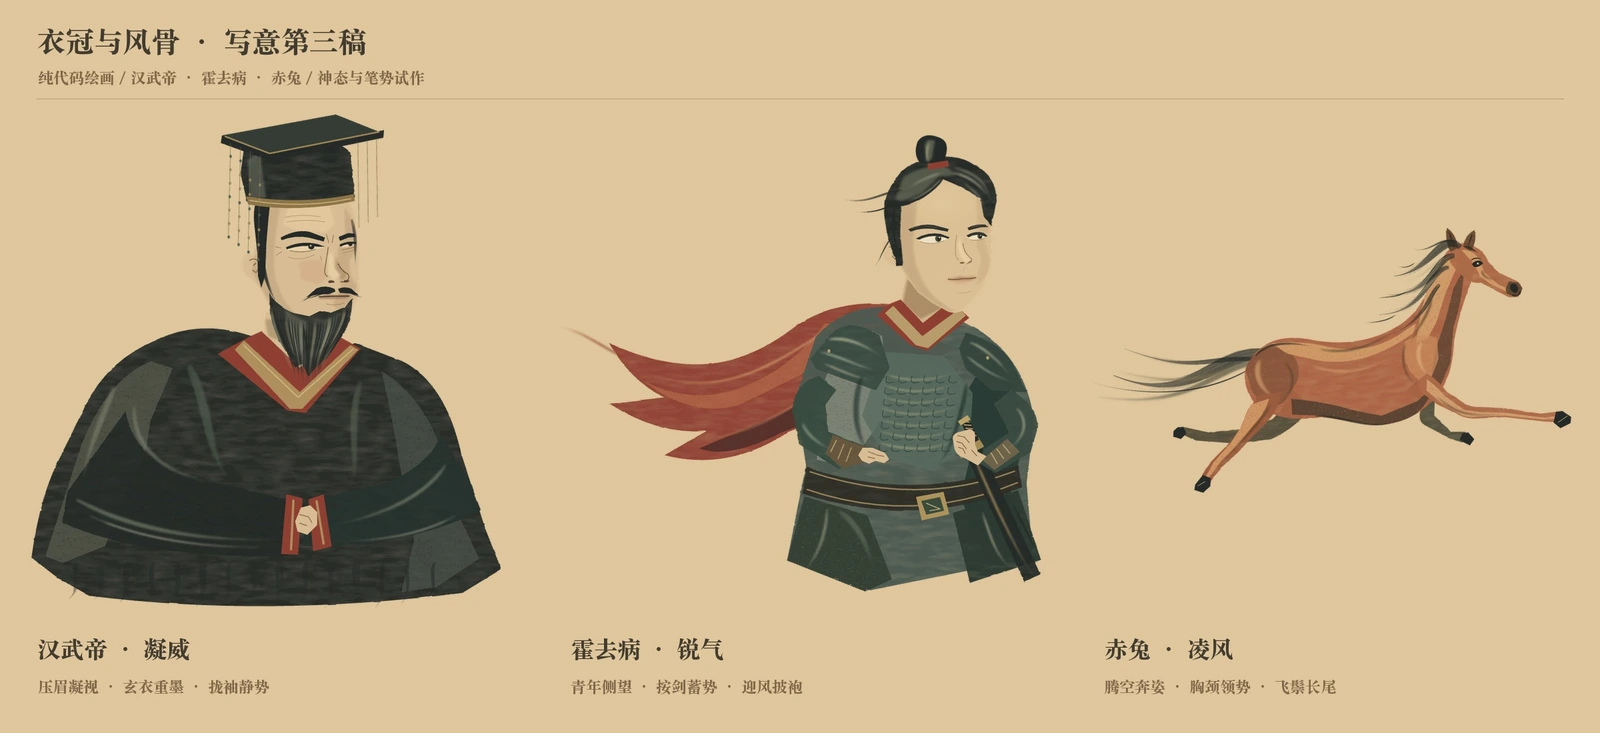 衣冠与风骨 · 写意第三稿
纯代码绘画 / 汉武帝 · 霍去病 · 赤兔 / 神态与笔势试作
汉武帝 · 凝威
压眉凝视 · 玄衣重墨 · 拢袖静势
霍去病 · 锐气
青年侧望 · 按剑蓄势 · 迎风披袍
赤兔 · 凌风
腾空奔姿 · 胸颈领势 · 飞鬃长尾